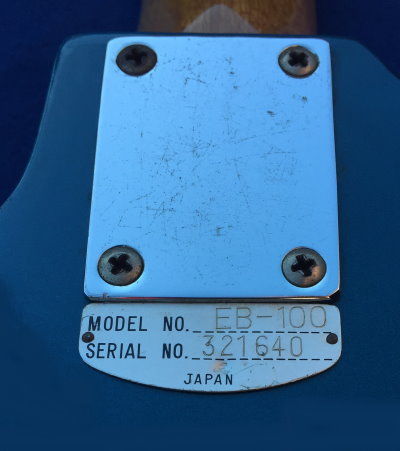 MODEL NO. EB-100
SERIAL NO. 321640
JAPAN